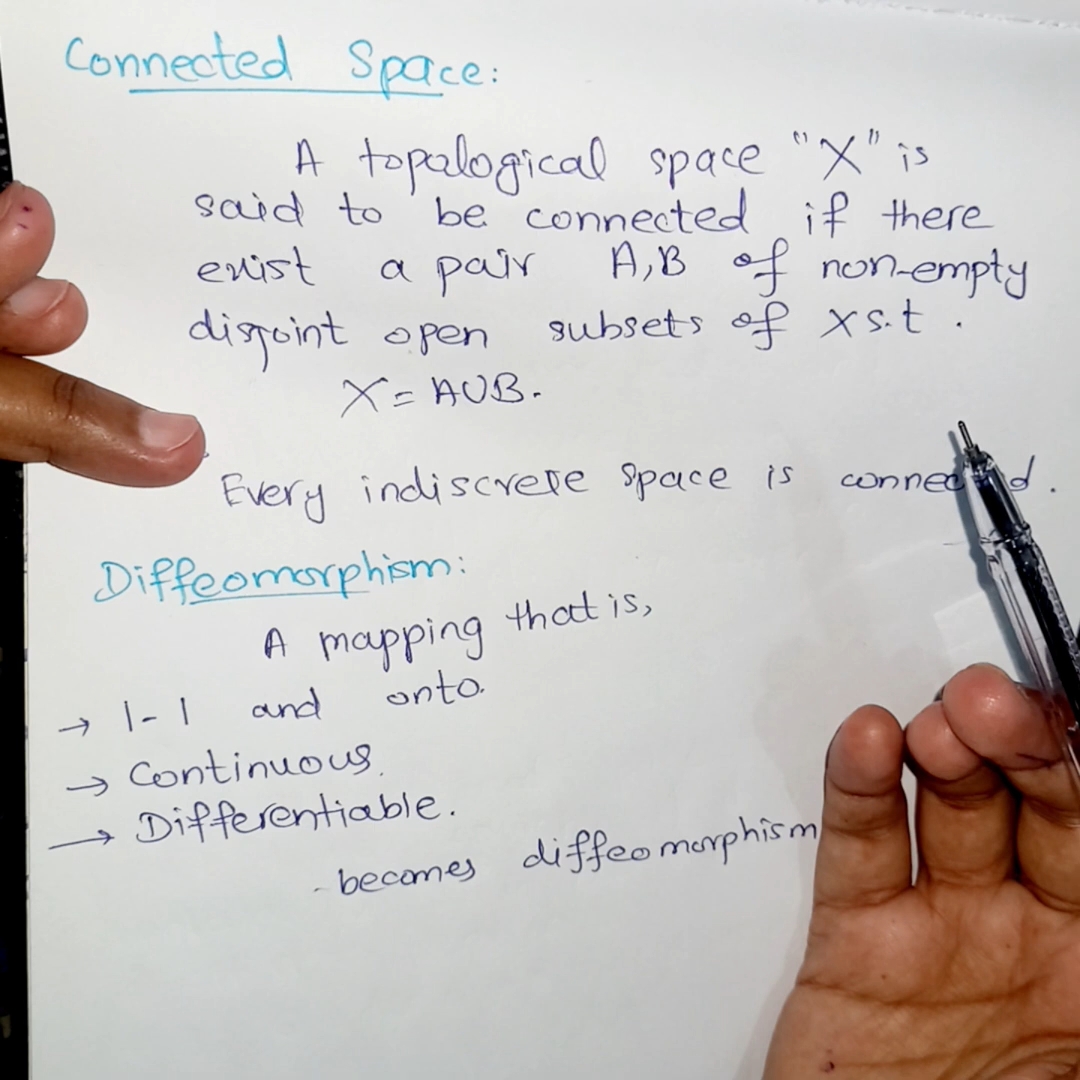 Connected Space:
A topological space "X" is
said to be connected if there
exist a pair A,B of non-empty
disjoint open subsets of X s.t.
X = A∪B.
Every indiscrete space is
Diffeomorphism:
A mapping that is,
→ 1-1 and onto.
→ Continuous.
→ Differentiable.
- becomes diffeomorphism